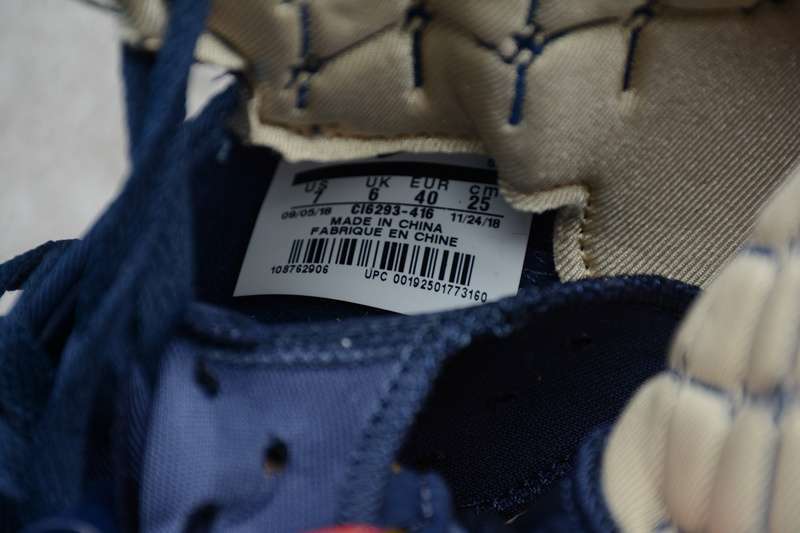 US UK EUR cm
7 6 40 25
09/05/18 CI6293-416 11/24/18
MADE IN CHINA
FABRIQUE EN CHINE
108762906 UPC 00192501773160